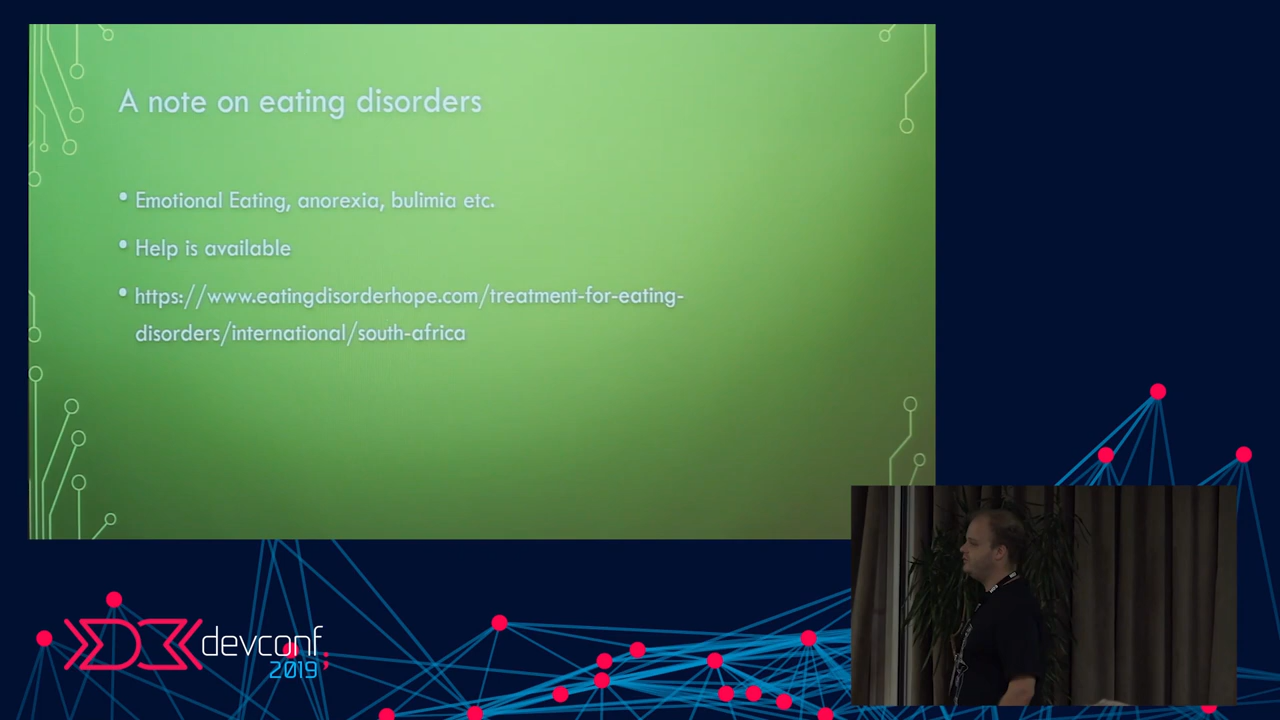 A note on eating disorders
• Emotional Eating, anorexia, bulimia etc.
• Help is available
• https://www.eatingdisorderhope.com/treatment-for-eating-
disorders/international/south-africa
devconf;
2019